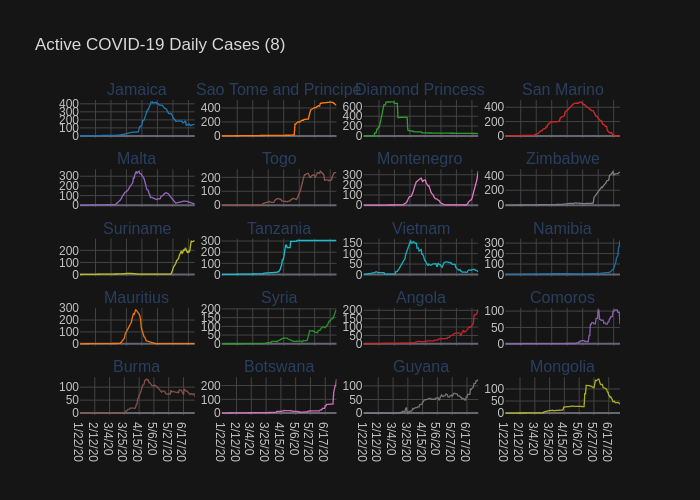 Active COVID-19 Daily Cases (8)
Jamaica Sao Tome and Principe Diamond Princess San Marino
400 300 200 100 0 400 200 0 600 400 200 0 400 200 0
Malta Togo Montenegro Zimbabwe
300 200 100 0 200 100 0 300 200 100 0 400 200 0
Suriname Tanzania Vietnam Namibia
200 100 0 300 200 100 0 150 100 50 0 300 200 100 0
Mauritius Syria Angola Comoros
300 200 100 0 200 150 100 50 0 200 150 100 50 0 100 50 0
Burma Botswana Guyana Mongolia
100 50 0 200 100 0 100 50 0 100 50 0
1/22/20 2/12/20 3/4/20 3/25/20 4/15/20 5/6/20 5/27/20 6/17/20 1/22/20 2/12/20 3/4/20 3/25/20 4/15/20 5/6/20 5/27/20 6/17/20 1/22/20 2/12/20 3/4/20 3/25/20 4/15/20 5/6/20 5/27/20 6/17/20 1/22/20 2/12/20 3/4/20 3/25/20 4/15/20 5/6/20 5/27/20 6/17/20